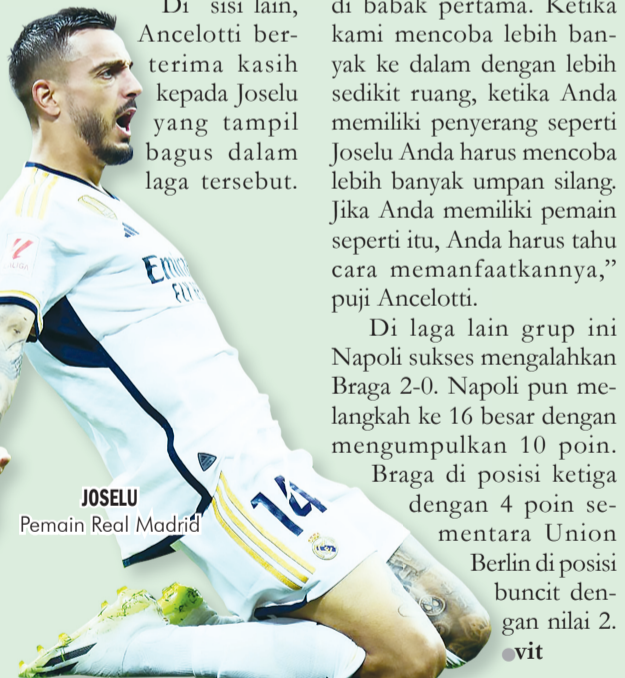 Di sisi lain,
Ancelotti ber-
terima kasih
kepada Joselu
yang tampil
bagus dalam
laga tersebut.
di babak pertama. Ketika
kami mencoba lebih ban-
yak ke dalam dengan lebih
sedikit ruang, ketika Anda
memiliki penyerang seperti
Joselu Anda harus mencoba
lebih banyak umpan silang.
Jika Anda memiliki pemain
seperti itu, Anda harus tahu
cara memanfaatkannya,”
puji Ancelotti.
Di laga lain grup ini
Napoli sukses mengalahkan
Braga 2-0. Napoli pun me-
langkah ke 16 besar dengan
mengumpulkan 10 poin.
Braga di posisi ketiga
dengan 4 poin se-
mentara Union
Berlin di posisi
buncit den-
gan nilai 2.
●vit
JOSELU
Pemain Real Madrid
14